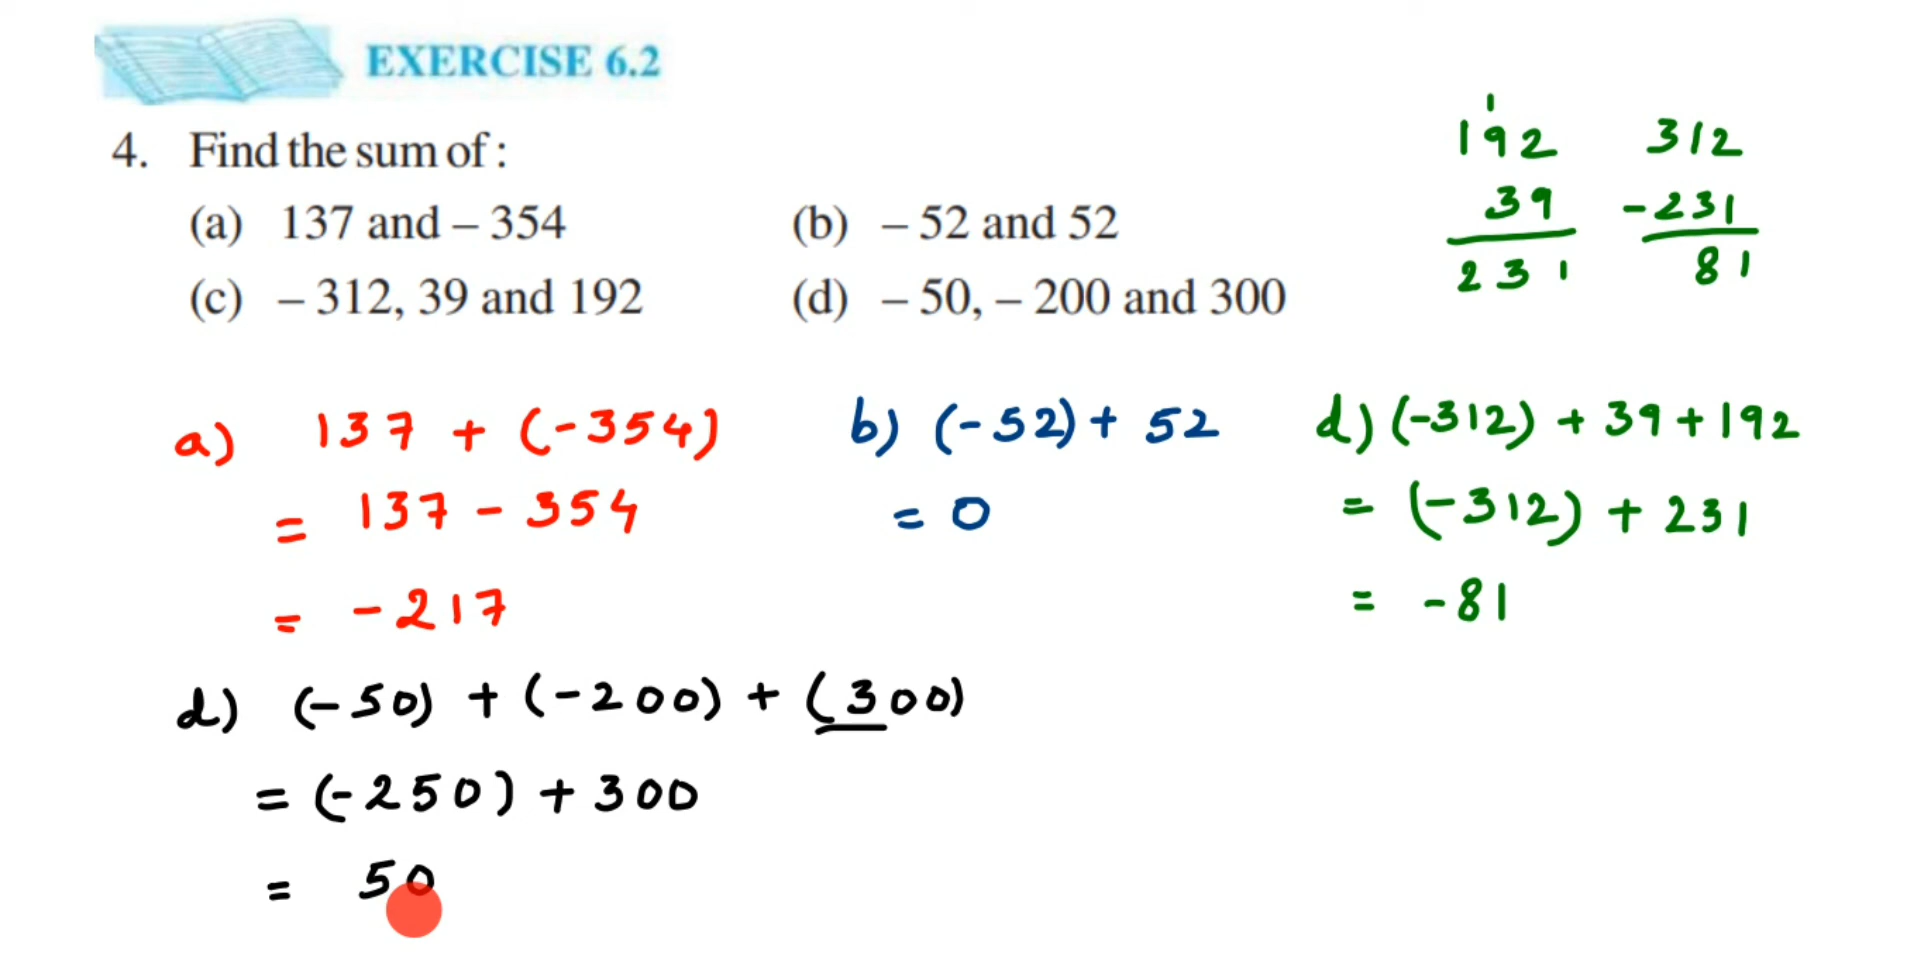 EXERCISE 6.2
4. Find the sum of :
(a) 137 and – 354 (b) – 52 and 52
(c) – 312, 39 and 192 (d) – 50, – 200 and 300
1
192
39
231
312
-231
81
a) 137 + (-354)
= 137 - 354
= -217
b) (-52) + 52
= 0
d) (-312) + 39 + 192
= (-312) + 231
= -81
d) (-50) + (-200) + (300)
= (-250) + 300
= 50